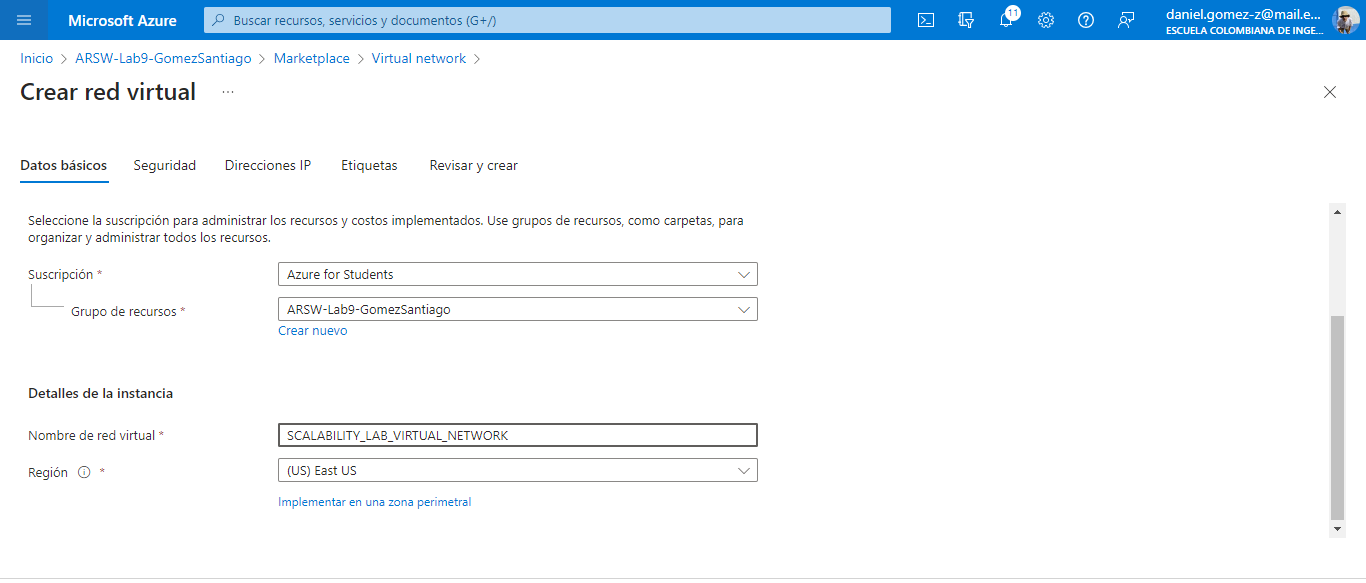 Microsoft Azure
Buscar recursos, servicios y documentos (G+/)
11
daniel.gomez-z@mail.e...
ESCUELA COLOMBIANA DE INGE...
Inicio > ARSW-Lab9-GomezSantiago > Marketplace > Virtual network >
Crear red virtual ...
Datos básicos Seguridad Direcciones IP Etiquetas Revisar y crear
Seleccione la suscripción para administrar los recursos y costos implementados. Use grupos de recursos, como carpetas, para
organizar y administrar todos los recursos.
Suscripción * Azure for Students
Grupo de recursos * ARSW-Lab9-GomezSantiago
Crear nuevo
Detalles de la instancia
Nombre de red virtual * SCALABILITY_LAB_VIRTUAL_NETWORK
Región * (US) East US
Implementar en una zona perimetral